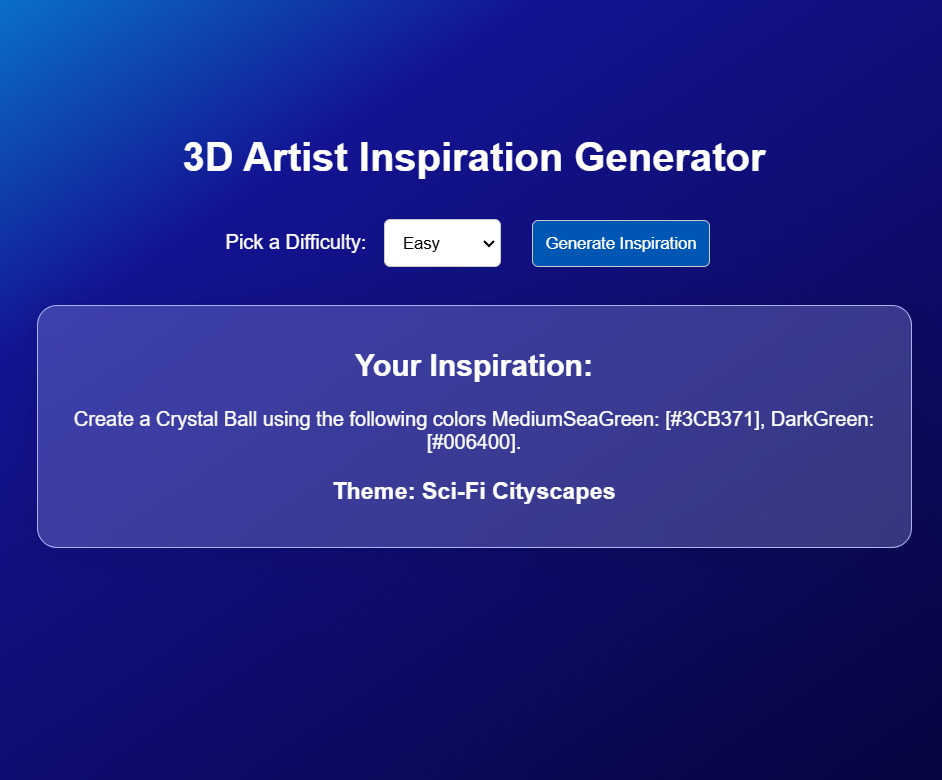 3D Artist Inspiration Generator
Pick a Difficulty: Easy Generate Inspiration
Your Inspiration:
Create a Crystal Ball using the following colors MediumSeaGreen: [#3CB371], DarkGreen:
[#006400].
Theme: Sci-Fi Cityscapes